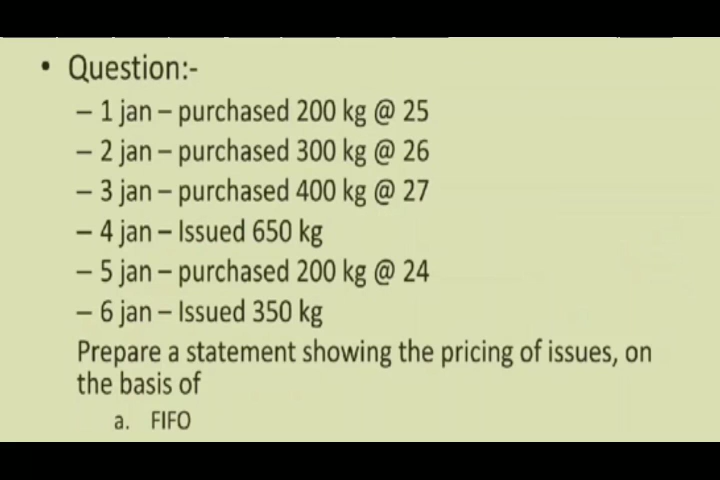 • Question:-
– 1 jan – purchased 200 kg @ 25
– 2 jan – purchased 300 kg @ 26
– 3 jan – purchased 400 kg @ 27
– 4 jan – Issued 650 kg
– 5 jan – purchased 200 kg @ 24
– 6 jan – Issued 350 kg
Prepare a statement showing the pricing of issues, on
the basis of
a. FIFO